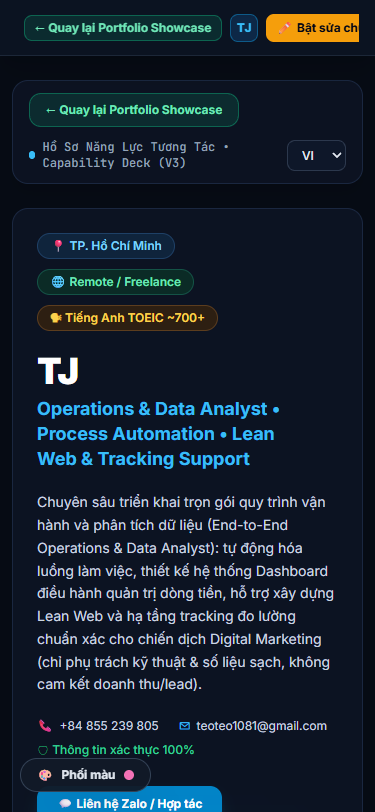 ← Quay lại Portfolio Showcase
TJ
Bật sửa ch
← Quay lại Portfolio Showcase
Hồ Sơ Năng Lực Tương Tác •
Capability Deck (V3)
VI
TP. Hồ Chí Minh
Remote / Freelance
Tiếng Anh TOEIC ~700+
TJ
Operations & Data Analyst •
Process Automation • Lean
Web & Tracking Support
Chuyên sâu triển khai trọn gói quy trình vận
hành và phân tích dữ liệu (End-to-End
Operations & Data Analyst): tự động hóa
luồng làm việc, thiết kế hệ thống Dashboard
điều hành quản trị dòng tiền, hỗ trợ xây dựng
Lean Web và hạ tầng tracking đo lường
chuẩn xác cho chiến dịch Digital Marketing
(chỉ phụ trách kỹ thuật & số liệu sạch, không
cam kết doanh thu/lead).
+84 855 239 805
teoteo1081@gmail.com
Thông tin xác thực 100%
Phối màu
Liên hệ Zalo / Hợp tác